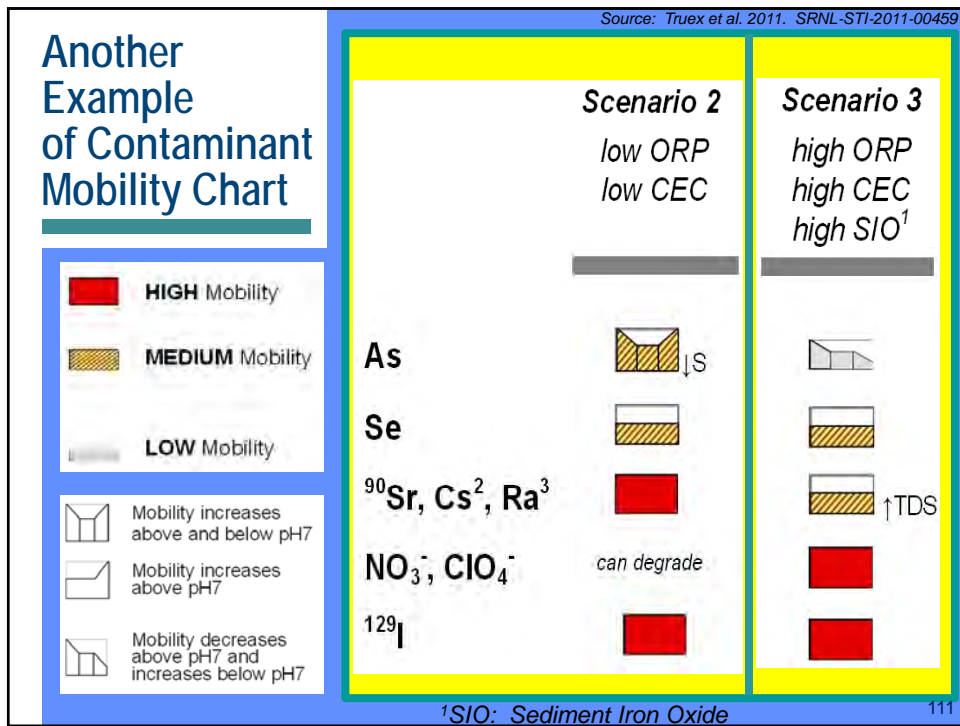 Source: Truex et al. 2011. SRNL-STI-2011-00459
Another
Example
of Contaminant
Mobility Chart
HIGH Mobility
MEDIUM Mobility
LOW Mobility
Mobility increases
above and below pH7
Mobility increases
above pH7
Mobility decreases
above pH7 and
increases below pH7
Scenario 2
low ORP
low CEC
Scenario 3
high ORP
high CEC
high SIO¹
As ↓S
Se
⁹⁰Sr, Cs², Ra³ ↑TDS
NO₃⁻, ClO₄⁻ can degrade
¹²⁹I
¹SIO: Sediment Iron Oxide
111